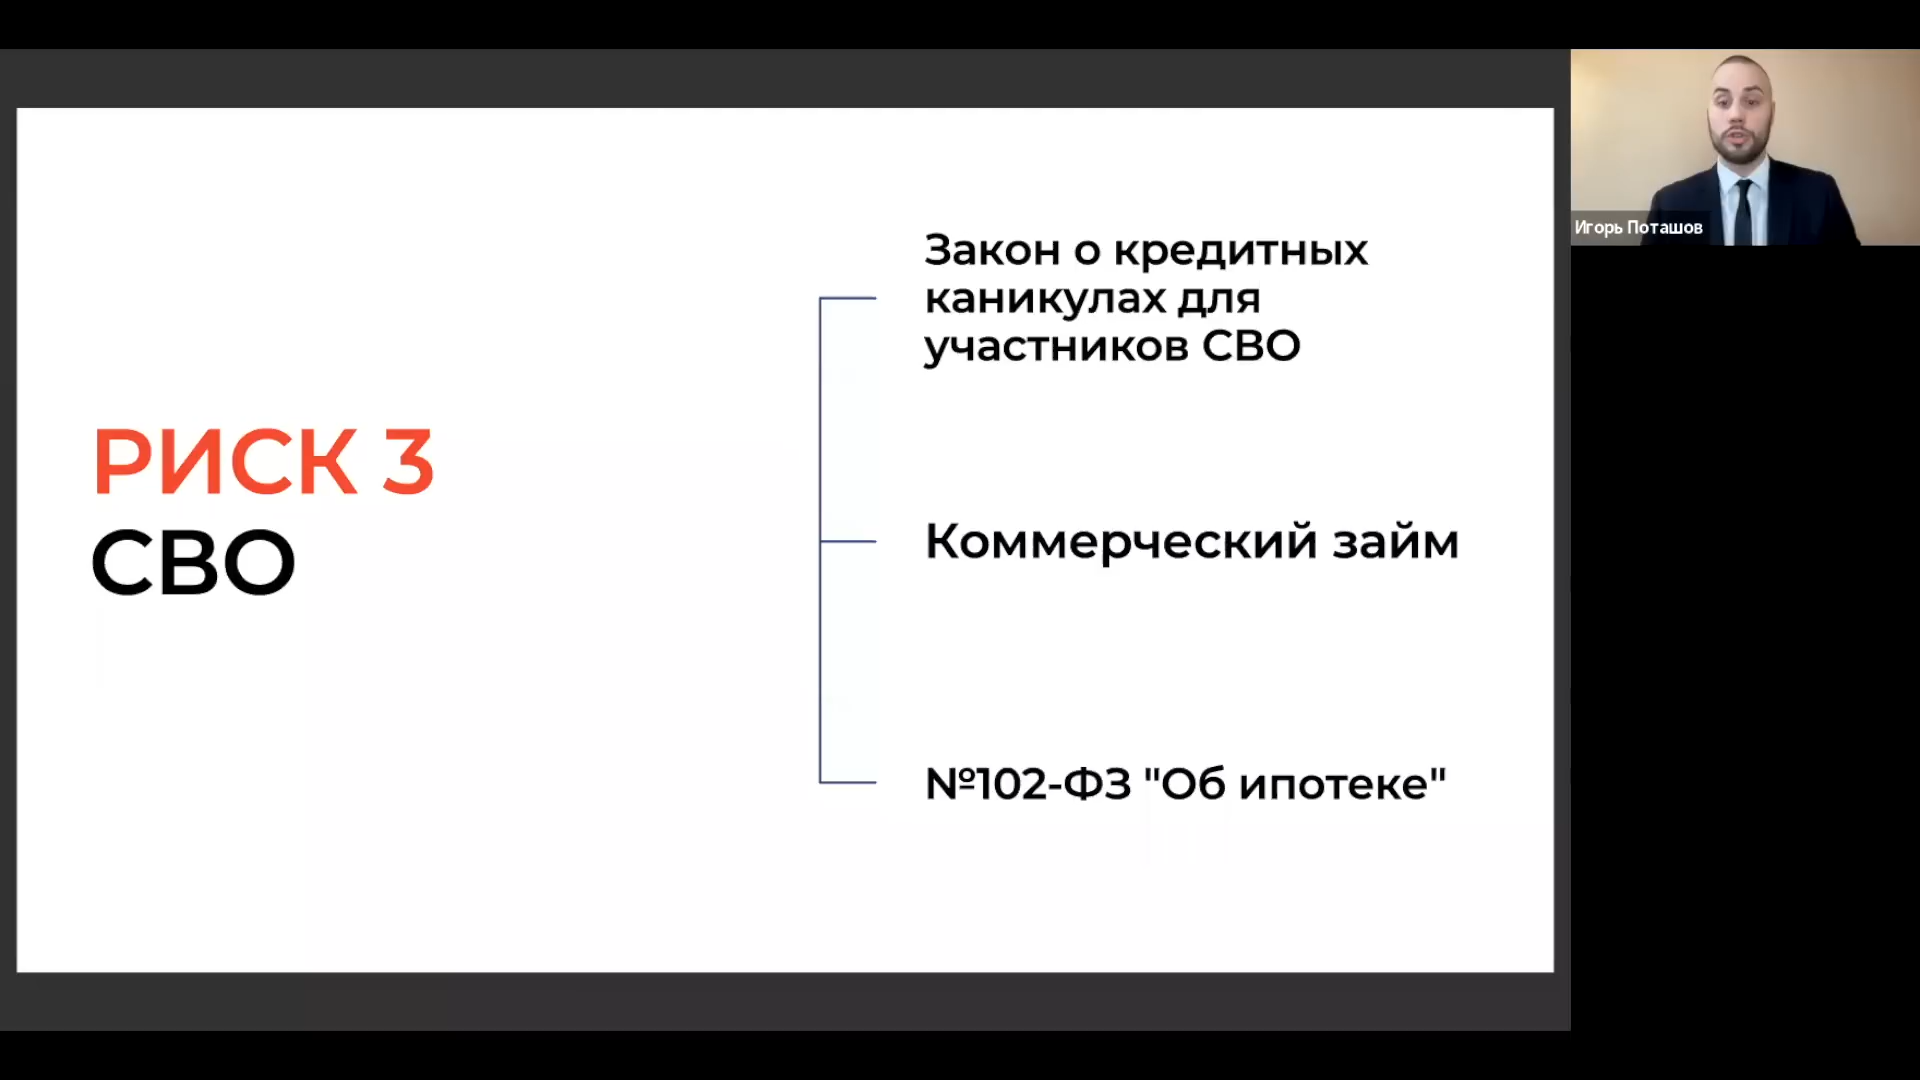 РИСК 3
СВО
Закон о кредитных
каникулах для
участников СВО
Коммерческий займ
№102-ФЗ "Об ипотеке"
Игорь Поташов